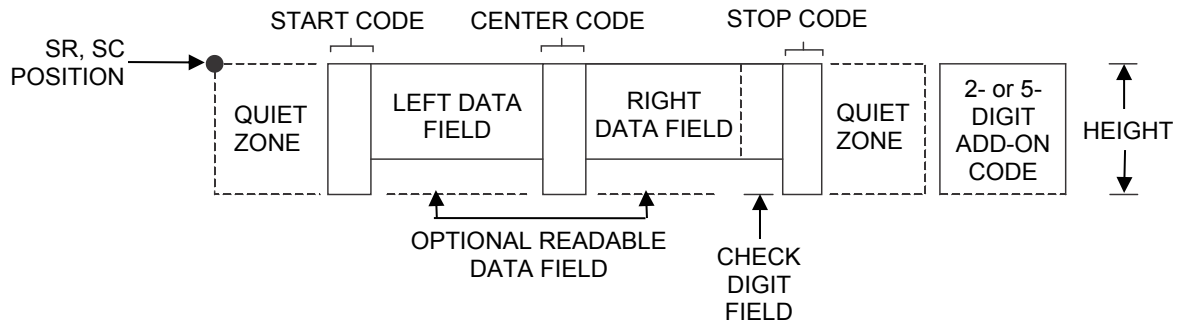 START CODE
CENTER CODE
STOP CODE
SR, SC
POSITION
QUIET
ZONE
LEFT DATA
FIELD
RIGHT
DATA FIELD
QUIET
ZONE
2- or 5-
DIGIT
ADD-ON
CODE
HEIGHT
OPTIONAL READABLE
DATA FIELD
CHECK
DIGIT
FIELD